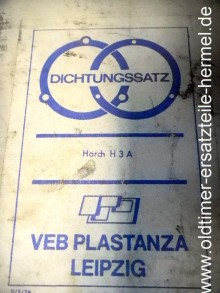 DICHTUNGSSATZ
Horch H 3 A
VEB PLASTANZA
LEIPZIG
www.oldtimer-ersatzteile-hermel.de